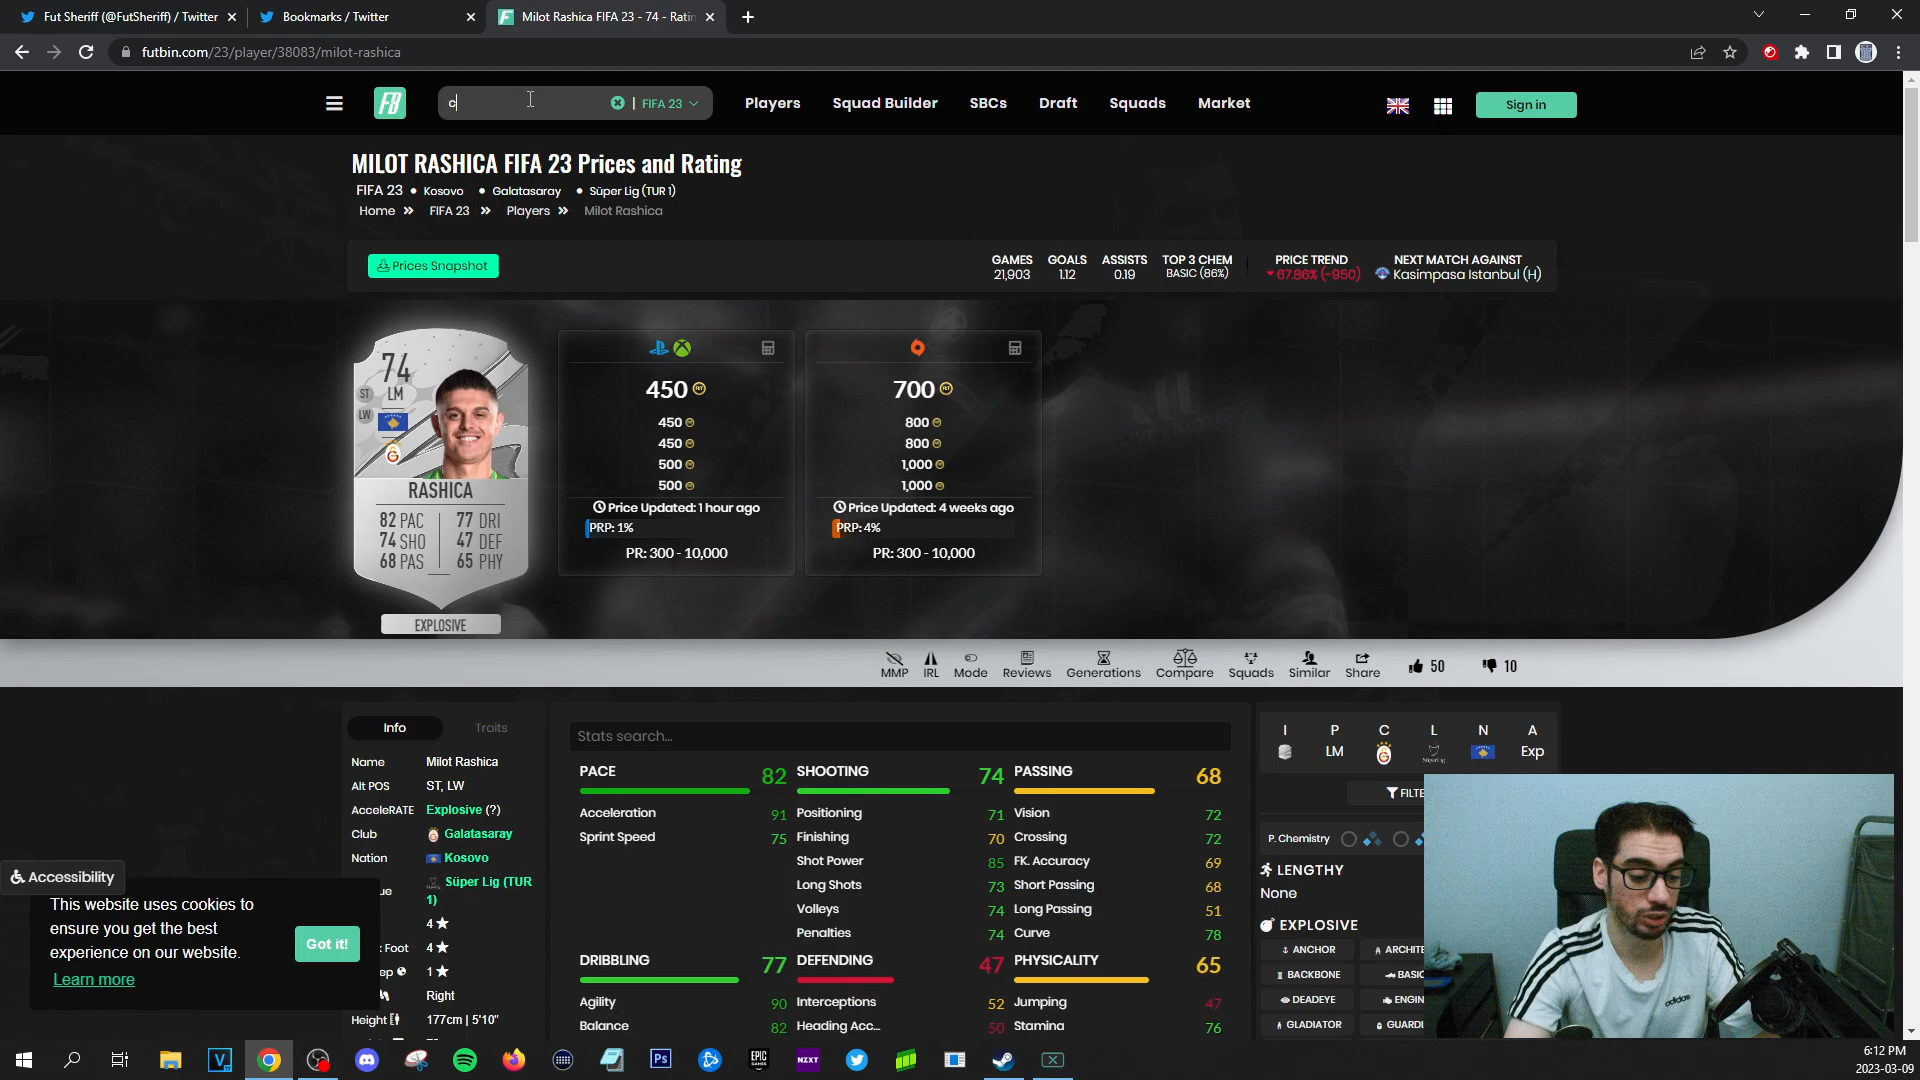 Fut Sheriff (@FutSheriff) / Twitter
Bookmarks / Twitter
Milot Rashica FIFA 23 - 74 - Ratin
futbin.com/23/player/38083/milot-rashica
c
FIFA 23
Players
Squad Builder
SBCs
Draft
Squads
Market
Sign in
MILOT RASHICA FIFA 23 Prices and Rating
FIFA 23 • Kosovo • Galatasaray • Süper Lig (TUR 1)
Home » FIFA 23 » Players » Milot Rashica
Prices Snapshot
GAMES
21,903
GOALS
1.12
ASSISTS
0.19
TOP 3 CHEM
BASIC (86%)
PRICE TREND
67.86% (-950)
NEXT MATCH AGAINST
Kasimpasa Istanbul (H)
74
LM
ST
LW
RASHICA
82 PAC
74 SHO
68 PAS
77 DRI
47 DEF
65 PHY
EXPLOSIVE
450
450
450
500
500
Price Updated: 1 hour ago
PRP: 1%
PR: 300 - 10,000
700
800
800
1,000
1,000
Price Updated: 4 weeks ago
PRP: 4%
PR: 300 - 10,000
MMP
IRL
Mode
Reviews
Generations
Compare
Squads
Similar
Share
50
10
Info
Traits
Name Milot Rashica
Alt POS ST, LW
AcceleRATE Explosive (?)
Club Galatasaray
Nation Kosovo
ue Süper Lig (TUR
1)
4
k Foot 4
ep 1
Right
Height 177cm | 5'10"
Stats search...
PACE 82
Acceleration 91
Sprint Speed 75
SHOOTING 74
Positioning 71
Finishing 70
Shot Power 85
Long Shots 73
Volleys 74
Penalties 74
PASSING 68
Vision 72
Crossing 72
FK. Accuracy 69
Short Passing 68
Long Passing 51
Curve 78
DRIBBLING 77
Agility 90
Balance 82
DEFENDING 47
Interceptions 52
Heading Acc... 50
PHYSICALITY 65
Jumping 47
Stamina 76
I P C L N A
LM
Exp
FILTE
P. Chemistry
LENGTHY
None
EXPLOSIVE
ANCHOR
ARCHITE
BACKBONE
BASIC
DEADEYE
ENGIN
GLADIATOR
GUARDI
Accessibility
This website uses cookies to
ensure you get the best
experience on our website.
Learn more
Got it!
adidas
Ps
EPIC
GAMES
NZXT
6:12 PM
2023-03-09